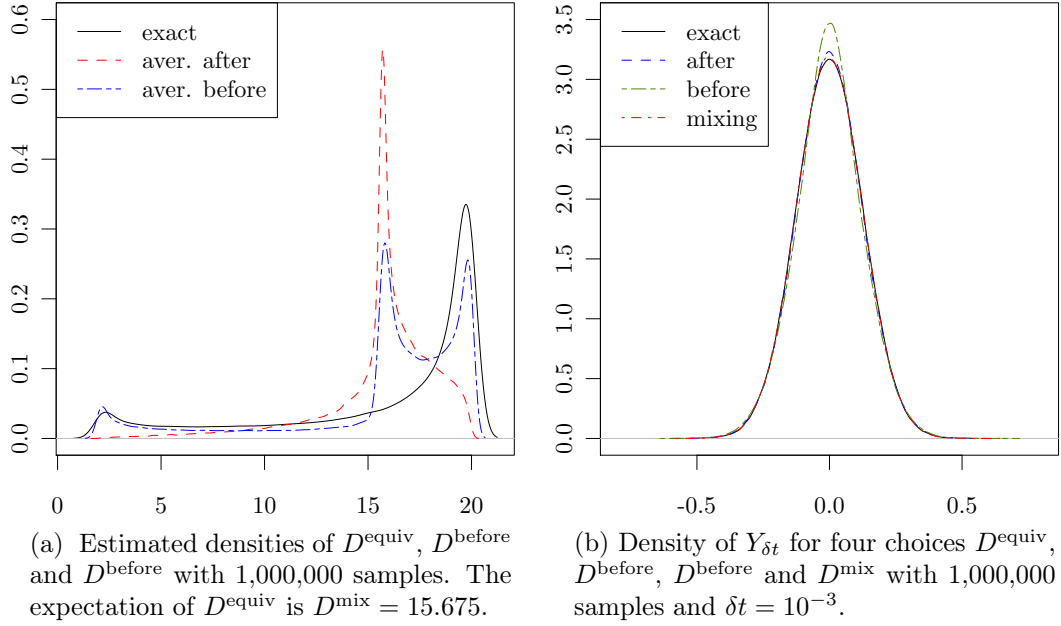 0.0 0.1 0.2 0.3 0.4 0.5 0.6
exact
aver. after
aver. before
0 5 10 15 20
0.0 0.5 1.0 1.5 2.0 2.5 3.0 3.5
exact
after
before
mixing
-0.5 0.0 0.5
(a) Estimated densities of D^equiv, D^before
and D^before with 1,000,000 samples. The
expectation of D^equiv is D^mix = 15.675.
(b) Density of Y_δt for four choices D^equiv,
D^before, D^before and D^mix with 1,000,000
samples and δt = 10^−3.